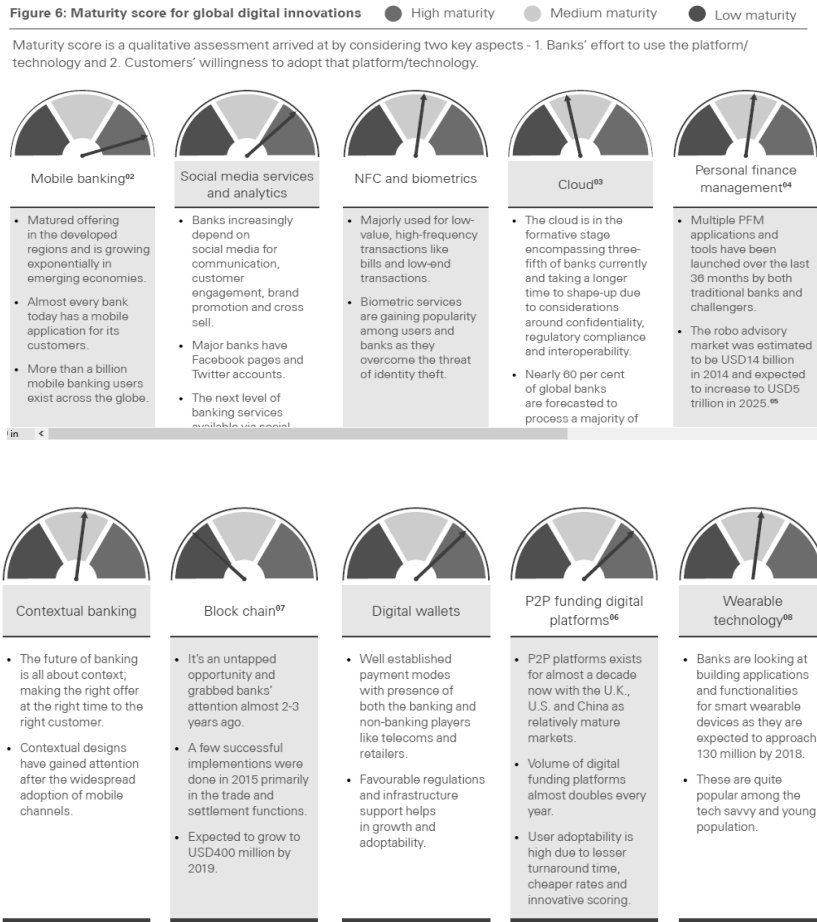 Figure 6: Maturity score for global digital innovations
High maturity
Medium maturity
Low maturity
Maturity score is a qualitative assessment arrived at by considering two key aspects - 1. Banks' effort to use the platform/
technology and 2. Customers' willingness to adopt that platform/technology.
Mobile banking⁰²
• Matured offering
in the developed
regions and is growing
exponentially in
emerging economies.
• Almost every bank
today has a mobile
application for its
customers.
• More than a billion
mobile banking users
exist across the globe.
Social media services
and analytics
• Banks increasingly
depend on
social media for
communication,
customer
engagement, brand
promotion and cross
sell.
• Major banks have
Facebook pages and
Twitter accounts.
• The next level of
banking services
available via social
NFC and biometrics
• Majorly used for low-
value, high-frequency
transactions like
bills and low-end
transactions.
• Biometric services
are gaining popularity
among users and
banks as they
overcome the threat
of identity theft.
Cloud⁰³
• The cloud is in the
formative stage
encompassing three-
fifth of banks currently
and taking a longer
time to shape-up due
to considerations
around confidentiality,
regulatory compliance
and interoperability.
• Nearly 60 per cent
of global banks
are forecasted to
process a majority of
Personal finance
management⁰⁴
• Multiple PFM
applications and
tools have been
launched over the last
36 months by both
traditional banks and
challengers.
• The robo advisory
market was estimated
to be USD14 billion
in 2014 and expected
to increase to USD5
trillion in 2025.⁰⁵
in <
Contextual banking
• The future of banking
is all about context;
making the right offer
at the right time to the
right customer.
• Contextual designs
have gained attention
after the widespread
adoption of mobile
channels.
Block chain⁰⁷
• It's an untapped
opportunity and
grabbed banks'
attention almost 2-3
years ago.
• A few successful
implementions were
done in 2015 primarily
in the trade and
settlement functions.
• Expected to grow to
USD400 million by
2019.
Digital wallets
• Well established
payment modes
with presence of
both the banking and
non-banking players
like telecoms and
retailers.
• Favourable regulations
and infrastructure
support helps
in growth and
adoptability.
P2P funding digital
platforms⁰⁶
• P2P platforms exists
for almost a decade
now with the U.K.,
U.S. and China as
relatively mature
markets.
• Volume of digital
funding platforms
almost doubles every
year.
• User adoptability is
high due to lesser
turnaround time,
cheaper rates and
innovative scoring.
Wearable
technology⁰⁸
• Banks are looking at
building applications
and functionalities
for smart wearable
devices as they are
expected to approach
130 million by 2018.
• These are quite
popular among the
tech savvy and young
population.